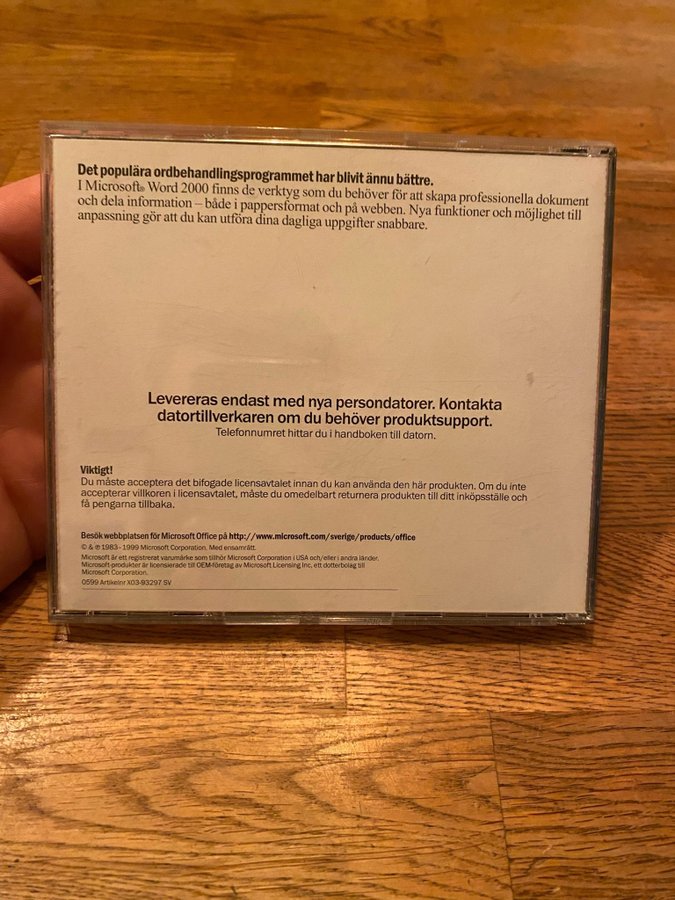 Det populära ordbehandlingsprogrammet har blivit ännu bättre.
I Microsoft® Word 2000 finns de verktyg som du behöver för att skapa professionella dokument
och dela information – både i pappersformat och på webben. Nya funktioner och möjlighet till
anpassning gör att du kan utföra dina dagliga uppgifter snabbare.
Levereras endast med nya persondatorer. Kontakta
datortillverkaren om du behöver produktsupport.
Telefonnumret hittar du i handboken till datorn.
Viktigt!
Du måste acceptera det bifogade licensavtalet innan du kan använda den här produkten. Om du inte
accepterar villkoren i licensavtalet, måste du omedelbart returnera produkten till ditt inköpsställe och
få pengarna tillbaka.
Besök webbplatsen för Microsoft Office på http://www.microsoft.com/sverige/products/office
© & ℗ 1983 - 1999 Microsoft Corporation. Med ensamrätt.
Microsoft är ett registrerat varumärke som tillhör Microsoft Corporation i USA och/eller i andra länder.
Microsoft-produkter är licensierade till OEM-företag av Microsoft Licensing Inc, ett dotterbolag till
Microsoft Corporation.
0599 Artikelnr X03-93297 SV